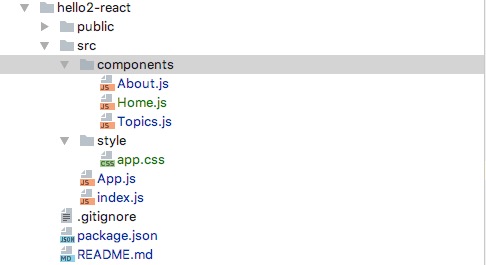 hello2-react
public
src
components
JS About.js
JS Home.js
JS Topics.js
style
CSS app.css
JS App.js
JS index.js
.gitignore
JSON package.json
MD README.md